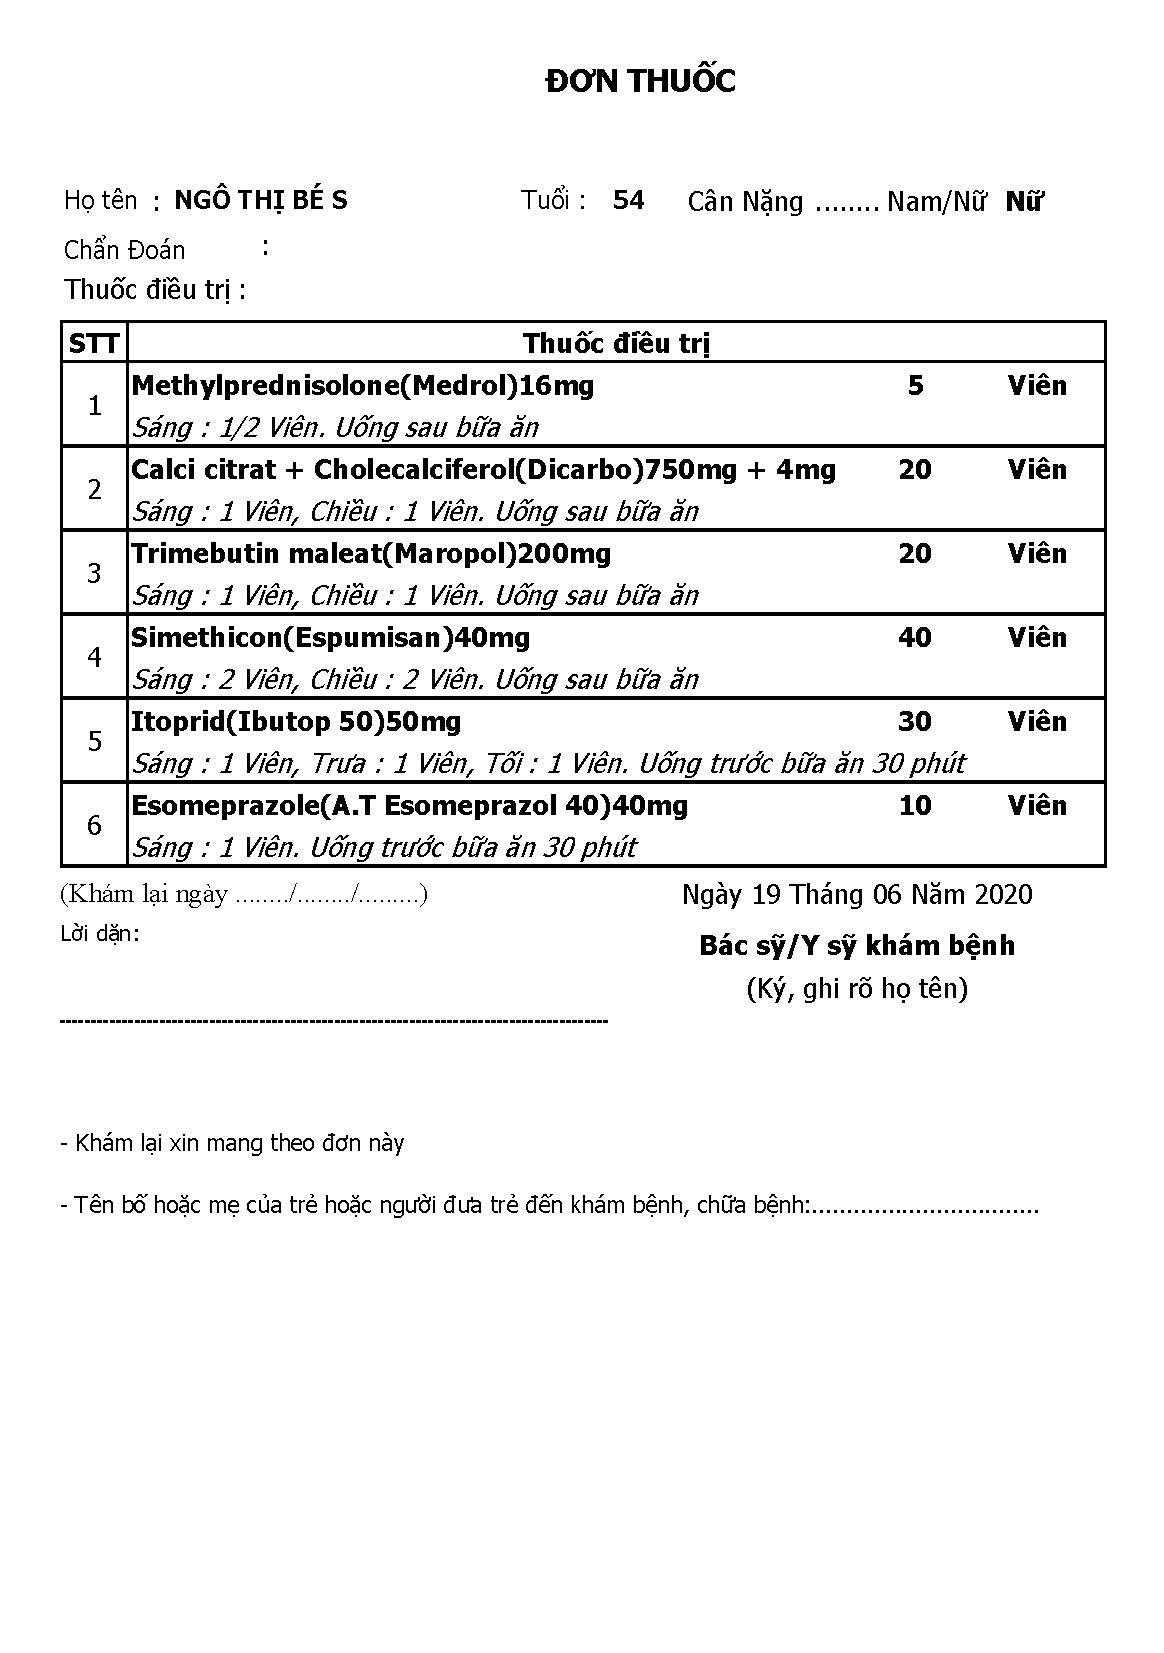 ĐƠN THUỐC
Họ tên : NGÔ THỊ BÉ S Tuổi : 54 Cân Nặng ........ Nam/Nữ Nữ
Chẩn Đoán :
Thuốc điều trị :
STT Thuốc điều trị
1 Methylprednisolone(Medrol)16mg 5 Viên
Sáng : 1/2 Viên. Uống sau bữa ăn
2 Calci citrat + Cholecalciferol(Dicarbo)750mg + 4mg 20 Viên
Sáng : 1 Viên, Chiều : 1 Viên. Uống sau bữa ăn
3 Trimebutin maleat(Maropol)200mg 20 Viên
Sáng : 1 Viên, Chiều : 1 Viên. Uống sau bữa ăn
4 Simethicon(Espumisan)40mg 40 Viên
Sáng : 2 Viên, Chiều : 2 Viên. Uống sau bữa ăn
5 Itoprid(Ibutop 50)50mg 30 Viên
Sáng : 1 Viên, Trưa : 1 Viên, Tối : 1 Viên. Uống trước bữa ăn 30 phút
6 Esomeprazole(A.T Esomeprazol 40)40mg 10 Viên
Sáng : 1 Viên. Uống trước bữa ăn 30 phút
(Khám lại ngày ......../......../.........) Ngày 19 Tháng 06 Năm 2020
Lời dặn:
Bác sỹ/Y sỹ khám bệnh
(Ký, ghi rõ họ tên)
- Khám lại xin mang theo đơn này
- Tên bố hoặc mẹ của trẻ hoặc người đưa trẻ đến khám bệnh, chữa bệnh:.................................